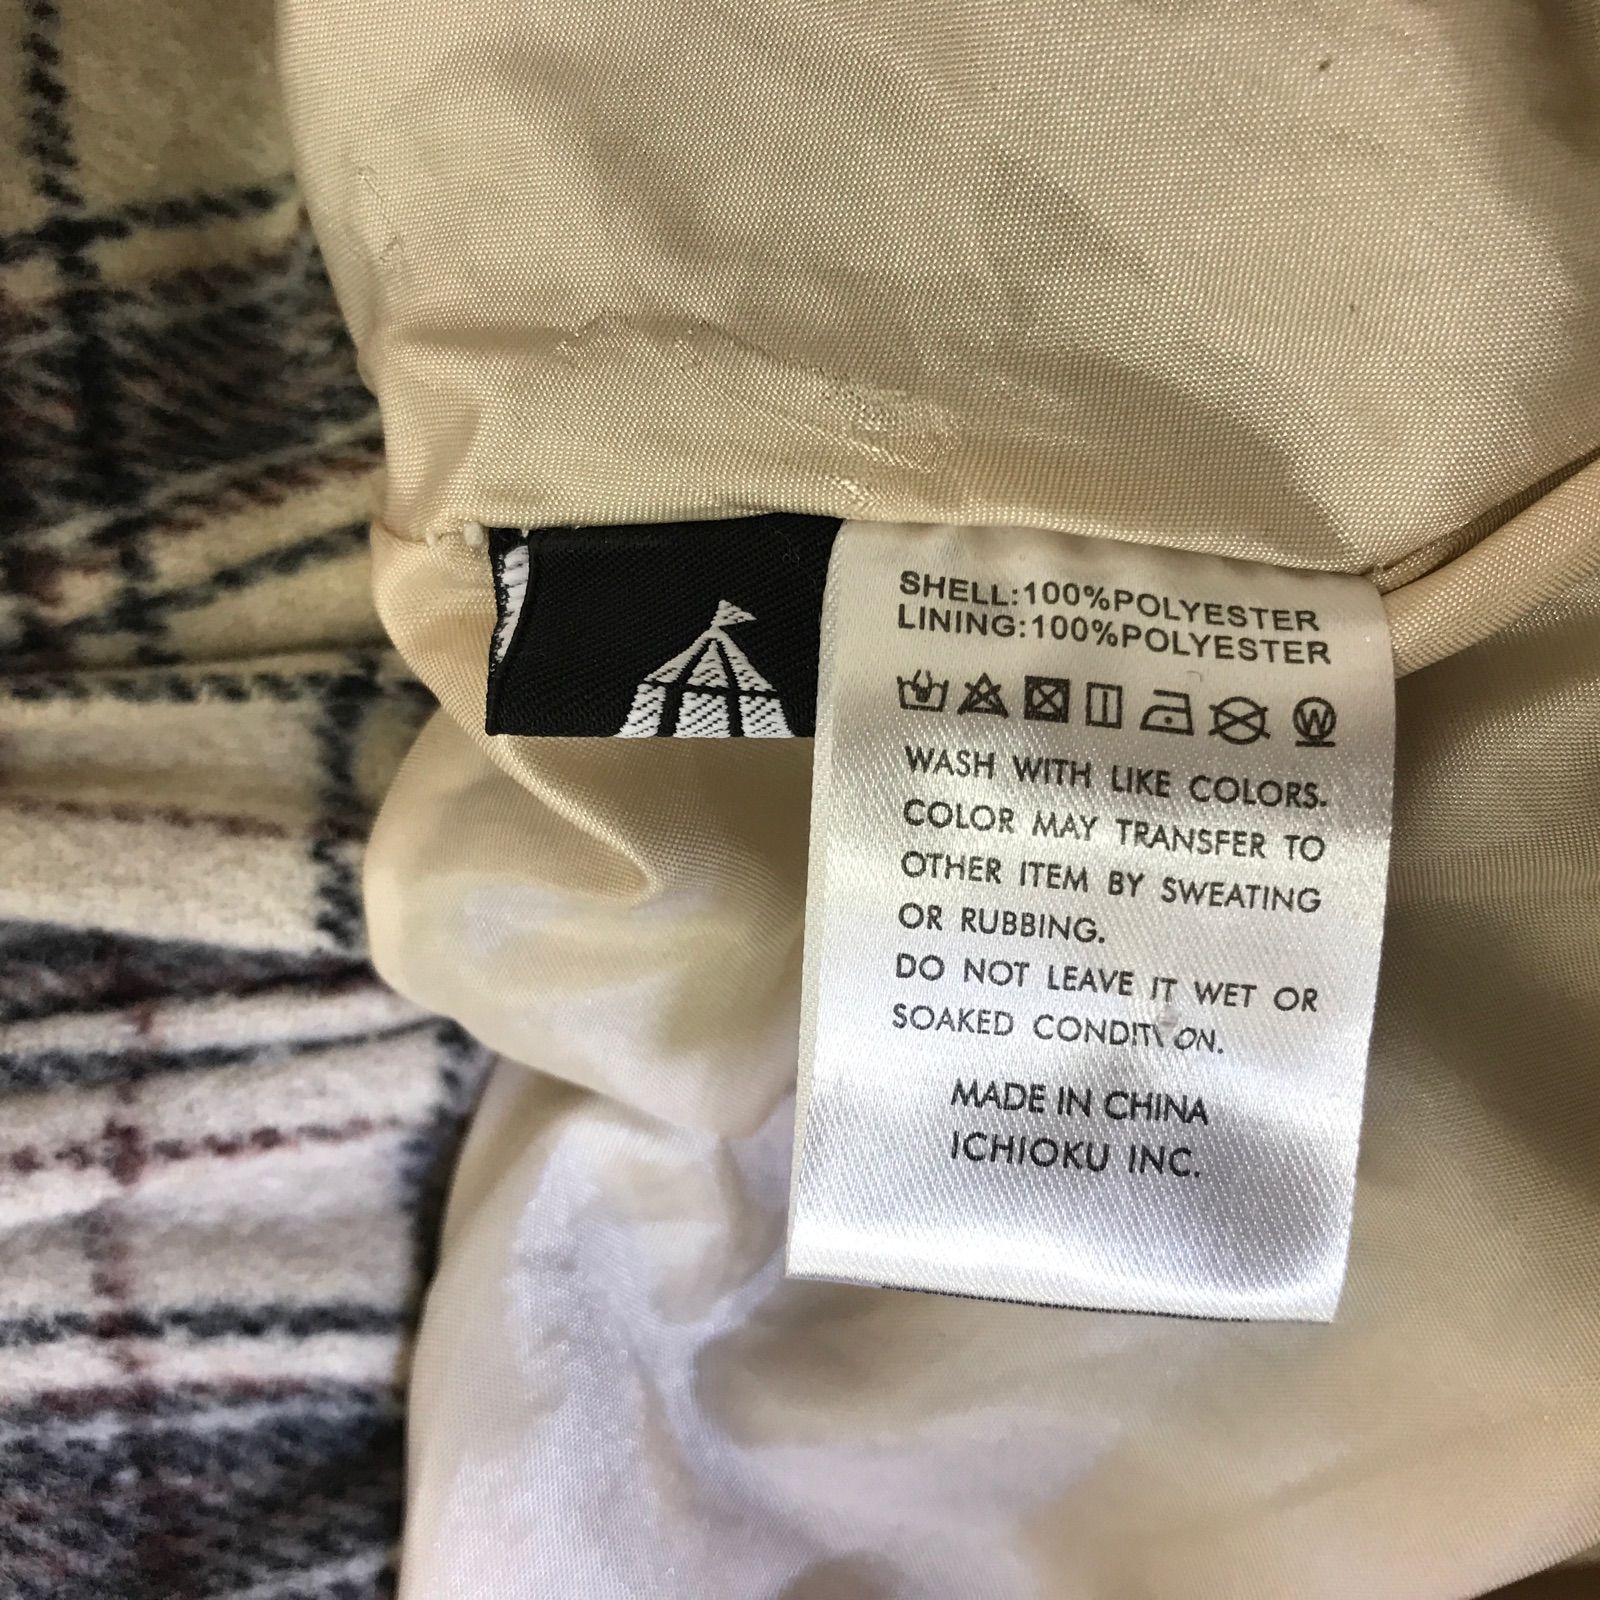 SHELL:100%POLYESTER
LINING:100%POLYESTER
W
WASH WITH LIKE COLORS.
COLOR MAY TRANSFER TO
OTHER ITEM BY SWEATING
OR RUBBING.
DO NOT LEAVE IT WET OR
SOAKED CONDITION.
MADE IN CHINA
ICHIOKU INC.